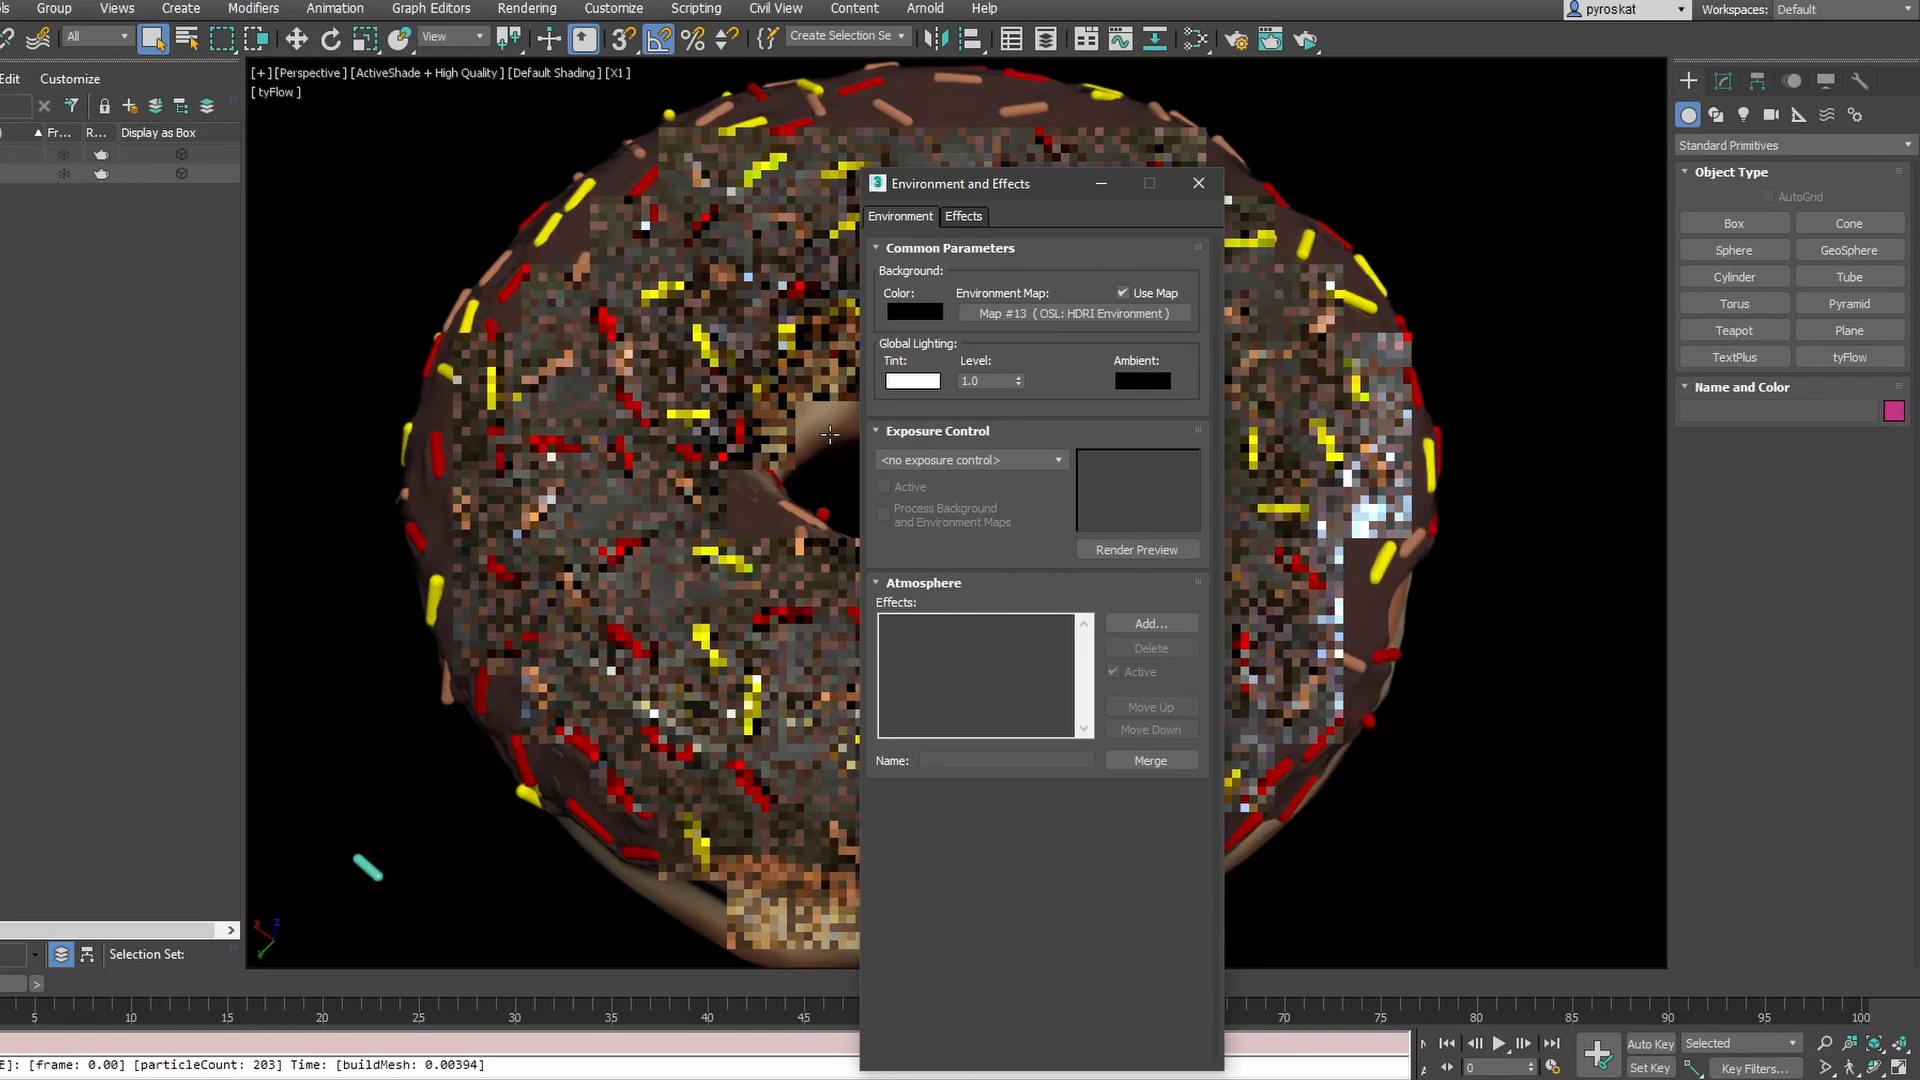 ls Group Views Create Modifiers Animation Graph Editors Rendering Customize Scripting Civil View Content Arnold Help pyroskat Workspaces: Default
All View Create Selection Se
[+] [Perspective] [ActiveShade + High Quality] [Default Shading] [X1]
[ tyFlow ]
Edit Customize
Fr... R... Display as Box
Standard Primitives
Object Type
AutoGrid
Box Cone
Sphere GeoSphere
Cylinder Tube
Torus Pyramid
Teapot Plane
TextPlus tyFlow
Name and Color
3 Environment and Effects
Environment Effects
Common Parameters
Background:
Color: Environment Map: Use Map
Map #13 ( OSL: HDRI Environment )
Global Lighting:
Tint: Level: Ambient:
1.0
Exposure Control
<no exposure control>
Active
Process Background
and Environment Maps
Render Preview
Atmosphere
Effects:
Add...
Delete
Active
Move Up
Move Down
Name: Merge
x z
y
Selection Set:
>
5 10 15 20 25 30 35 40 45 70 75 80 85 90 95 100
E]: [frame: 0.00] [particleCount: 203] Time: [buildMesh: 0.00394]
Auto Key Selected
0 Set Key Key Filters...